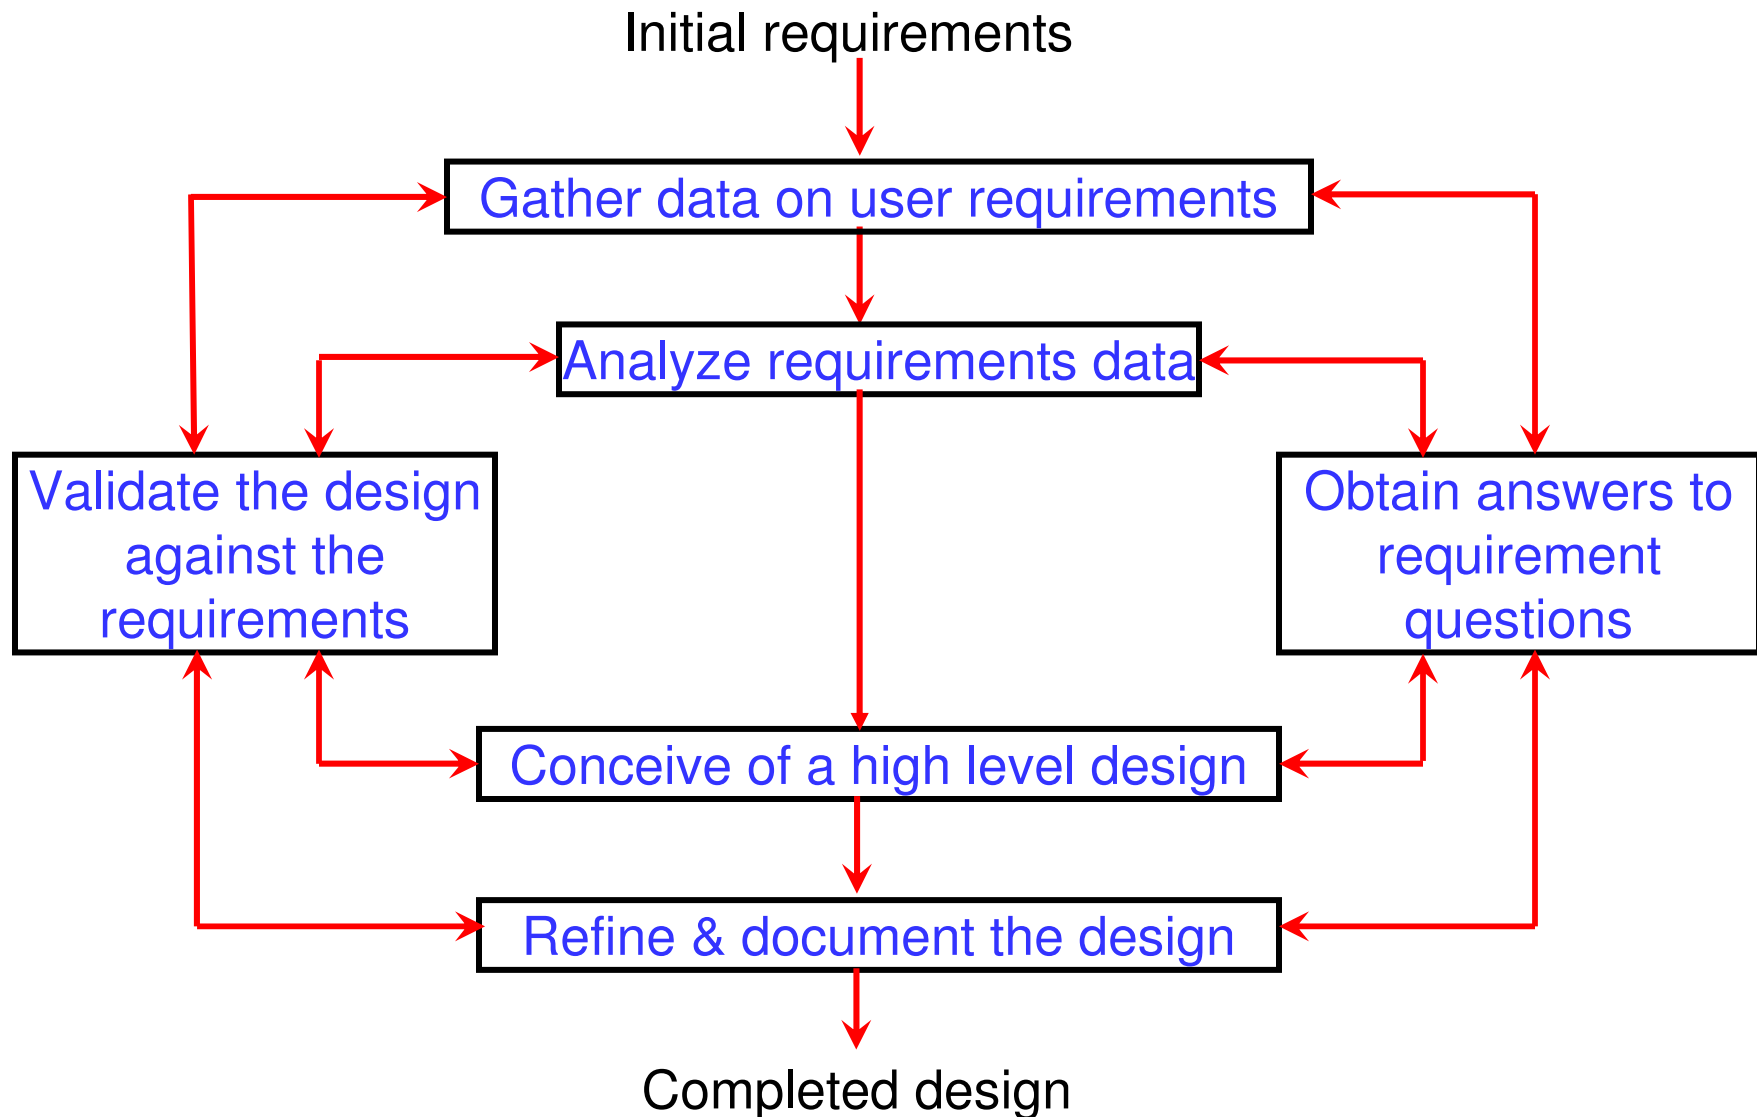 Initial requirements
Gather data on user requirements
Analyze requirements data
Validate the design
against the
requirements
Obtain answers to
requirement
questions
Conceive of a high level design
Refine & document the design
Completed design